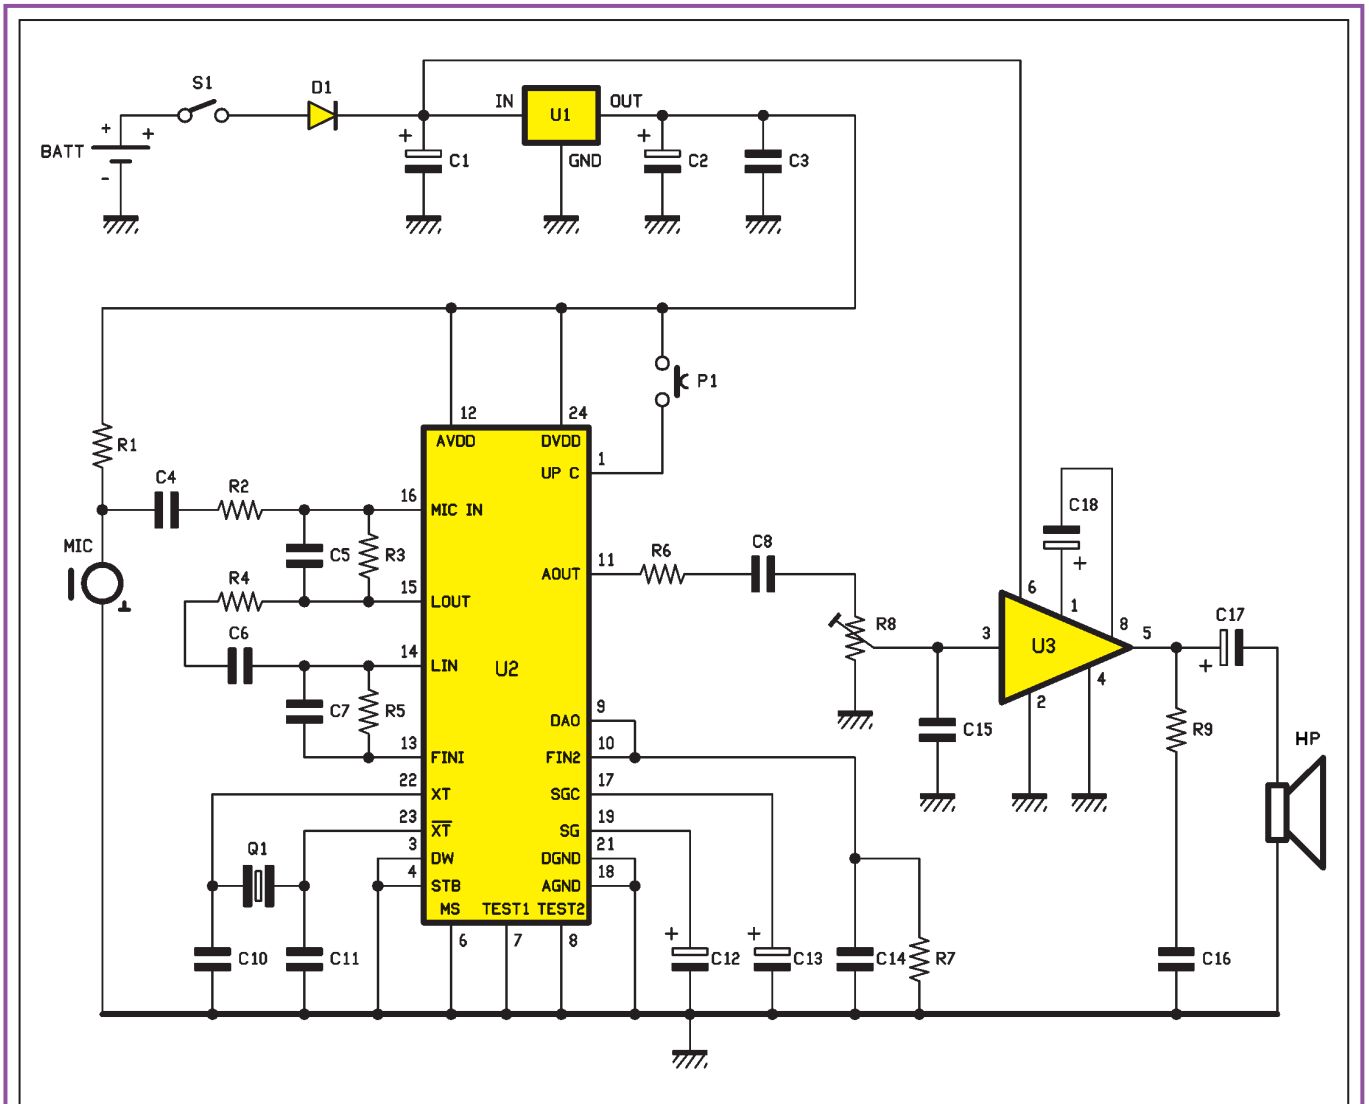 S1
D1
IN
U1
OUT
+
+
BATT
-
+
C1
GND
+
C2
C3
12
24
AVDD
DVDD
P1
R1
1
UP C
C4
R2
16
MIC IN
C18
+
MIC
C5
R3
R6
C8
11
AOUT
R4
15
LOUT
6
1
R8
8
C17
C6
14
LIN
U2
3
U3
5
+
4
2
C7
R5
9
DAO
C15
R9
HP
13
FINI
10
FIN2
22
XT
17
SGC
23
XT
19
SG
Q1
3
DW
21
DGND
4
STB
18
AGND
MS
TEST1
TEST2
6
7
8
+
+
C10
C11
C12
C13
C14
R7
C16